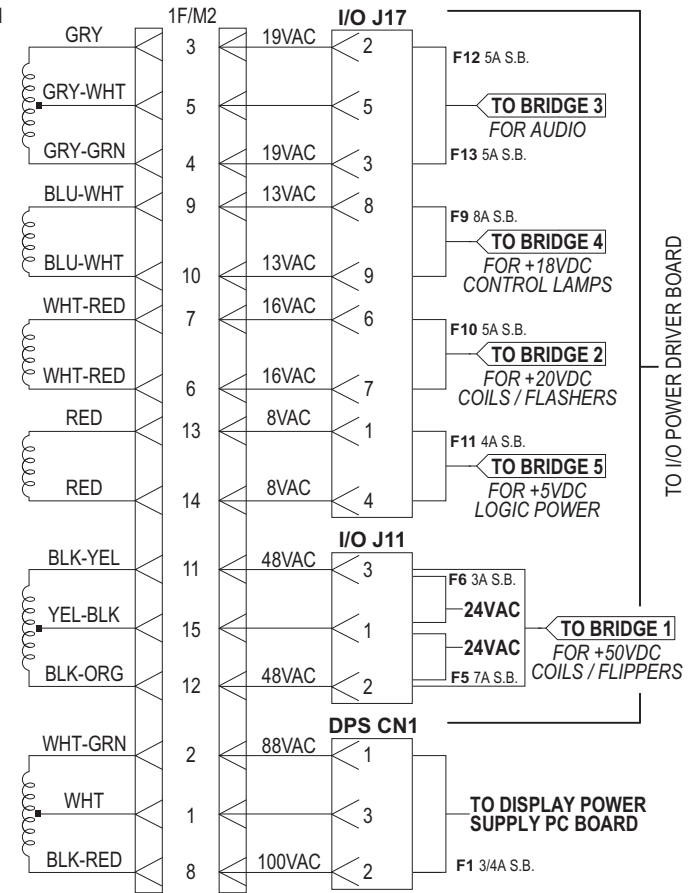 1F/M2
I/O J17
GRY 3 19VAC 2
F12 5A S.B.
GRY-WHT 5 5
TO BRIDGE 3
FOR AUDIO
GRY-GRN 4 19VAC 3
F13 5A S.B.
BLU-WHT 9 13VAC 8
F9 8A S.B.
TO BRIDGE 4
FOR +18VDC
CONTROL LAMPS
BLU-WHT 10 13VAC 9
WHT-RED 7 16VAC 6
F10 5A S.B.
TO BRIDGE 2
FOR +20VDC
COILS / FLASHERS
WHT-RED 6 16VAC 7
RED 13 8VAC 1
F11 4A S.B.
TO BRIDGE 5
FOR +5VDC
LOGIC POWER
RED 14 8VAC 4
TO I/O POWER DRIVER BOARD
I/O J11
BLK-YEL 11 48VAC 3
F6 3A S.B.
24VAC
YEL-BLK 15 1
TO BRIDGE 1
FOR +50VDC
COILS / FLIPPERS
24VAC
BLK-ORG 12 48VAC 2
F5 7A S.B.
DPS CN1
WHT-GRN 2 88VAC 1
WHT 1 3
TO DISPLAY POWER
SUPPLY PC BOARD
BLK-RED 8 100VAC 2
F1 3/4A S.B.